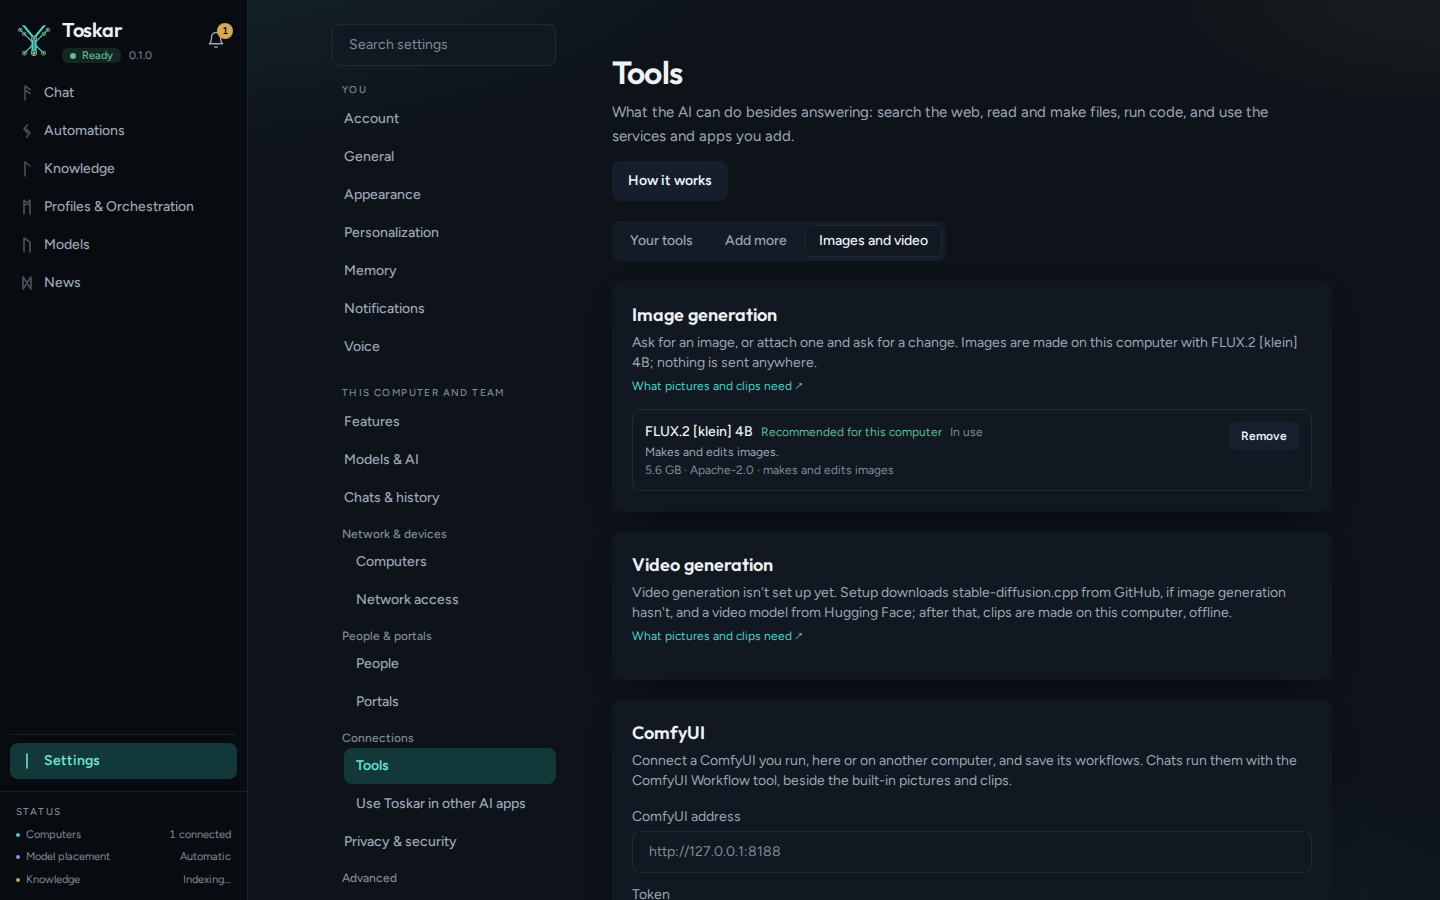 Toskar
Ready 0.1.0
1
Chat
Automations
Knowledge
Profiles & Orchestration
Models
News
Settings
STATUS
Computers 1 connected
Model placement Automatic
Knowledge Indexing...
Search settings
YOU
Account
General
Appearance
Personalization
Memory
Notifications
Voice
THIS COMPUTER AND TEAM
Features
Models & AI
Chats & history
Network & devices
Computers
Network access
People & portals
People
Portals
Connections
Tools
Use Toskar in other AI apps
Privacy & security
Advanced
Tools
What the AI can do besides answering: search the web, read and make files, run code, and use the
services and apps you add.
How it works
Your tools Add more Images and video
Image generation
Ask for an image, or attach one and ask for a change. Images are made on this computer with FLUX.2 [klein]
4B; nothing is sent anywhere.
What pictures and clips need ↗
FLUX.2 [klein] 4B Recommended for this computer In use
Remove
Makes and edits images.
5.6 GB · Apache-2.0 · makes and edits images
Video generation
Video generation isn't set up yet. Setup downloads stable-diffusion.cpp from GitHub, if image generation
hasn't, and a video model from Hugging Face; after that, clips are made on this computer, offline.
What pictures and clips need ↗
ComfyUI
Connect a ComfyUI you run, here or on another computer, and save its workflows. Chats run them with the
ComfyUI Workflow tool, beside the built-in pictures and clips.
ComfyUI address
http://127.0.0.1:8188
Token